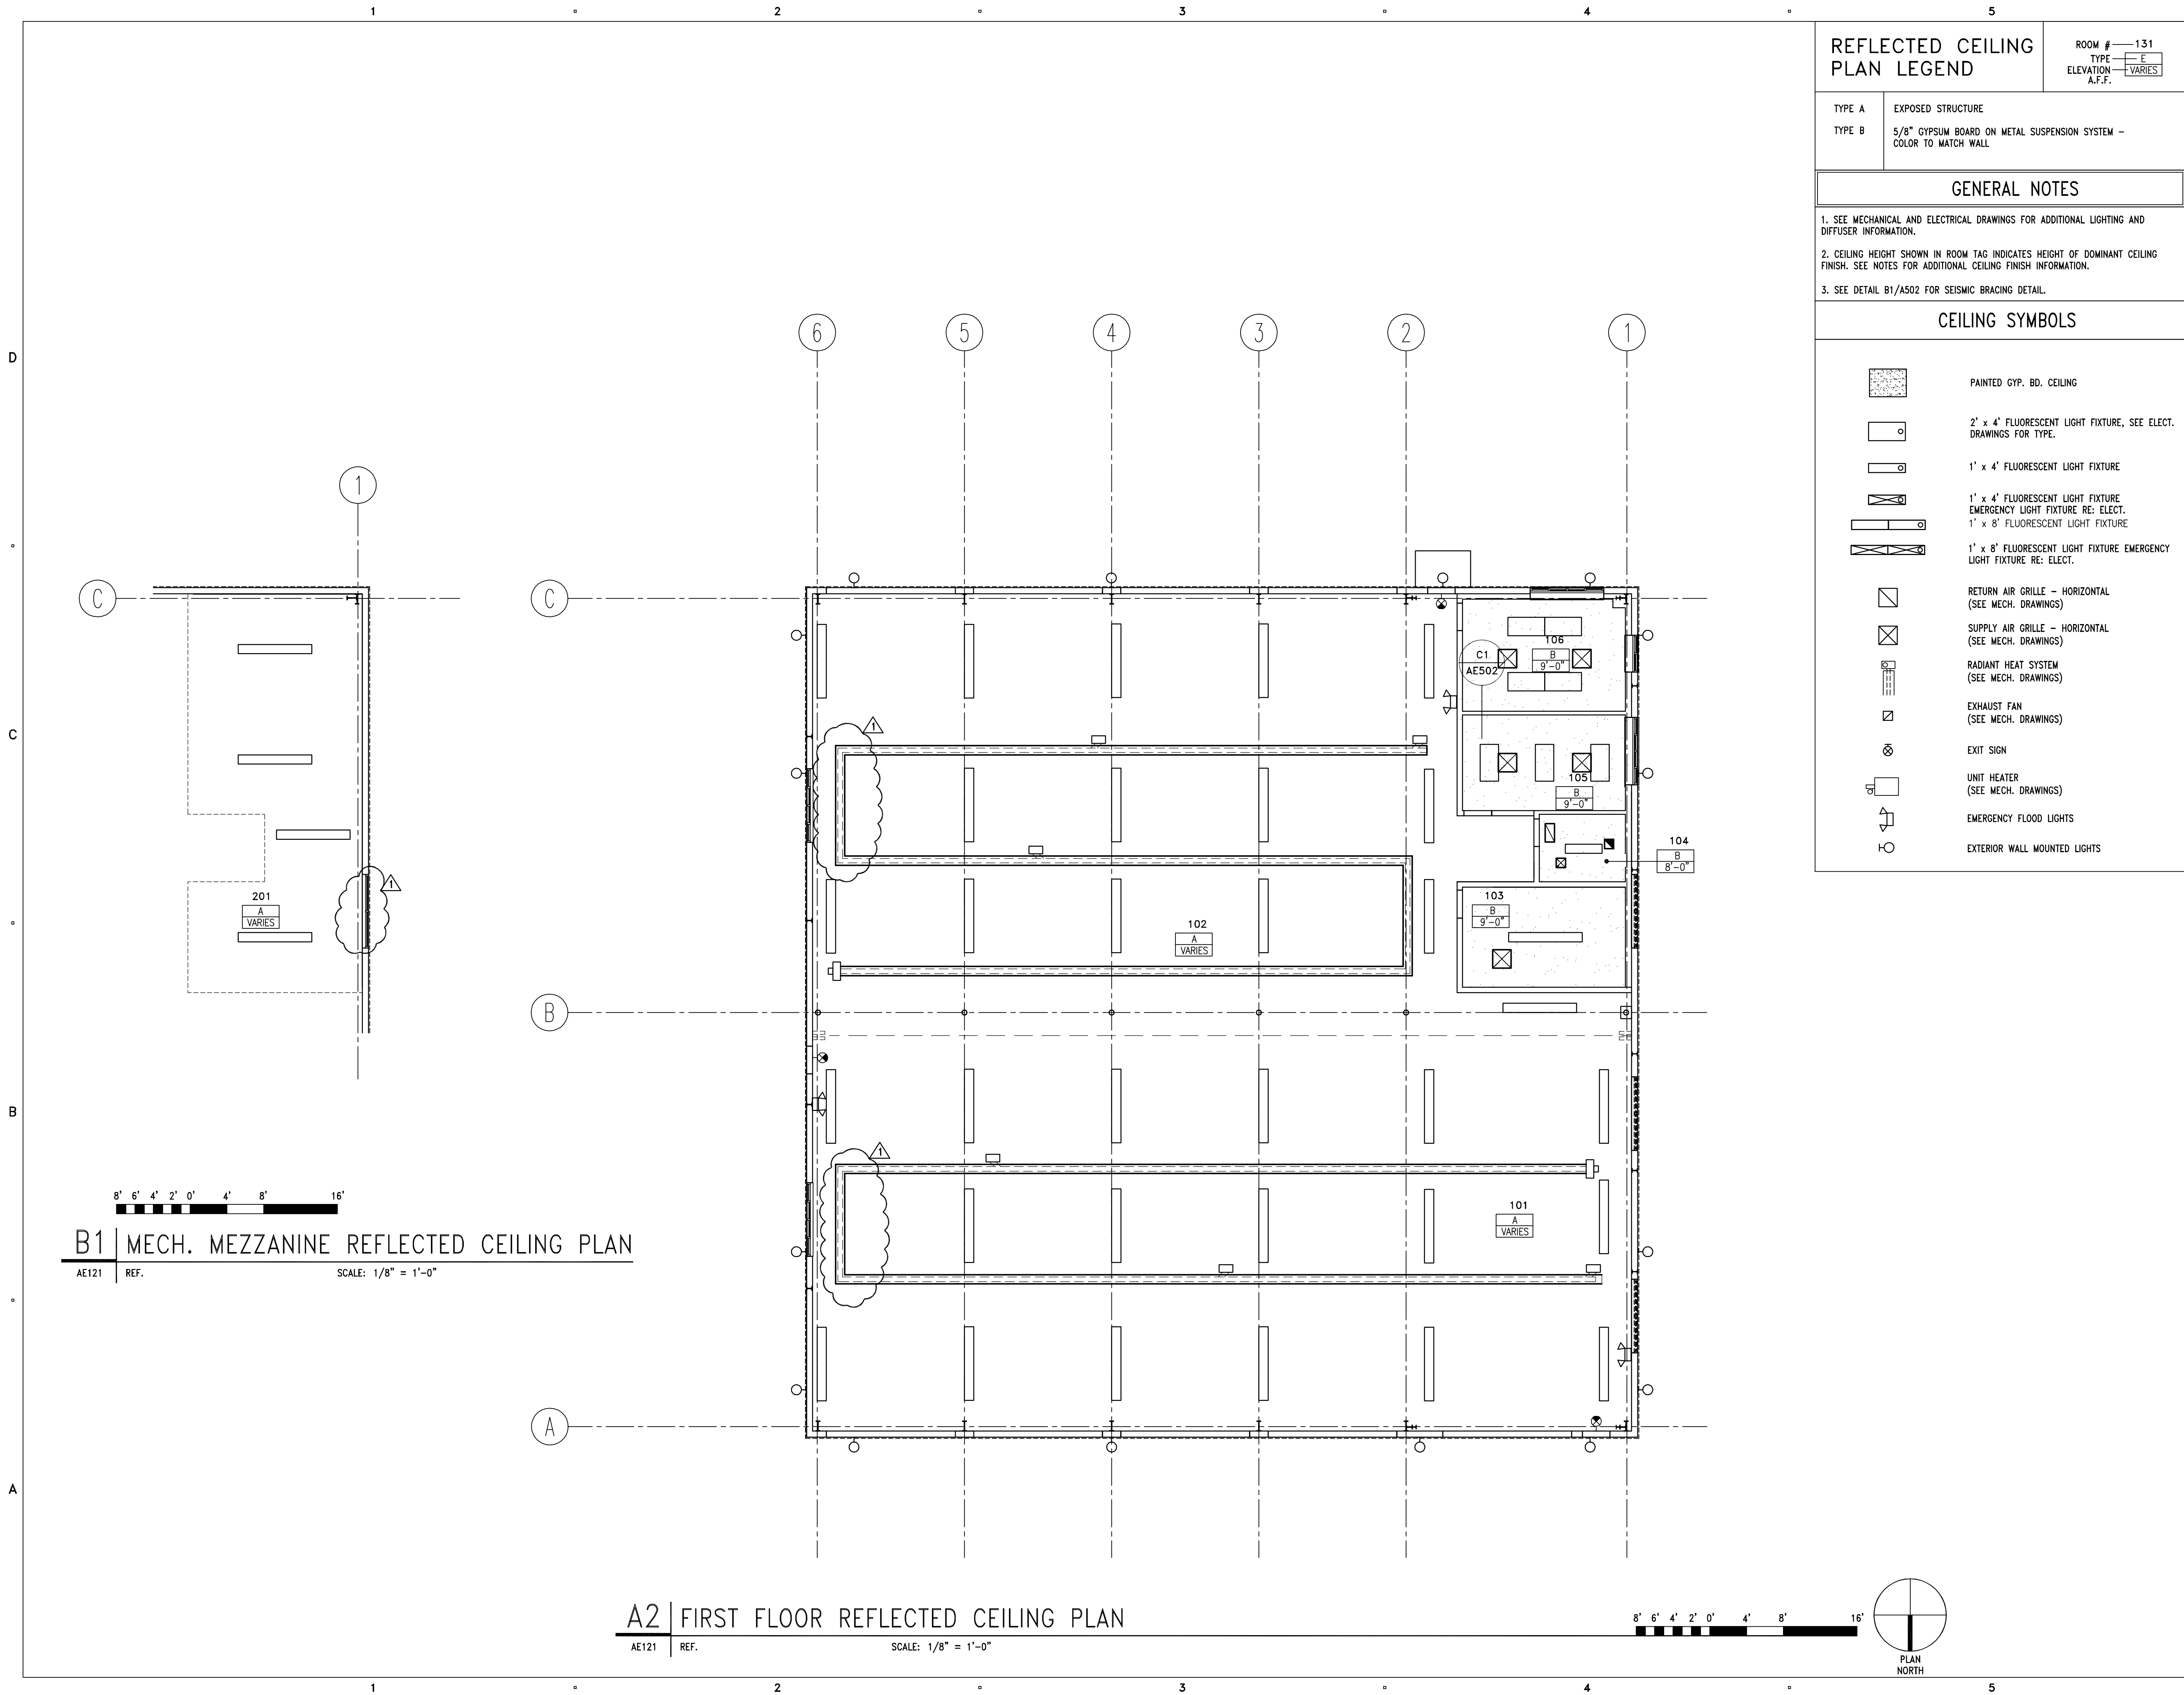 1 2 3 4 5
REFLECTED CEILING
PLAN LEGEND
ROOM # 131
TYPE E
ELEVATION VARIES
A.F.F.
TYPE A EXPOSED STRUCTURE
TYPE B 5/8" GYPSUM BOARD ON METAL SUSPENSION SYSTEM -
COLOR TO MATCH WALL
GENERAL NOTES
1. SEE MECHANICAL AND ELECTRICAL DRAWINGS FOR ADDITIONAL LIGHTING AND
DIFFUSER INFORMATION.
2. CEILING HEIGHT SHOWN IN ROOM TAG INDICATES HEIGHT OF DOMINANT CEILING
FINISH. SEE NOTES FOR ADDITIONAL CEILING FINISH INFORMATION.
3. SEE DETAIL B1/A502 FOR SEISMIC BRACING DETAIL.
CEILING SYMBOLS
PAINTED GYP. BD. CEILING
2' x 4' FLUORESCENT LIGHT FIXTURE, SEE ELECT.
DRAWINGS FOR TYPE.
1' x 4' FLUORESCENT LIGHT FIXTURE
1' x 4' FLUORESCENT LIGHT FIXTURE
EMERGENCY LIGHT FIXTURE RE: ELECT.
1' x 8' FLUORESCENT LIGHT FIXTURE
1' x 8' FLUORESCENT LIGHT FIXTURE EMERGENCY
LIGHT FIXTURE RE: ELECT.
RETURN AIR GRILLE - HORIZONTAL
(SEE MECH. DRAWINGS)
SUPPLY AIR GRILLE - HORIZONTAL
(SEE MECH. DRAWINGS)
RADIANT HEAT SYSTEM
(SEE MECH. DRAWINGS)
EXHAUST FAN
(SEE MECH. DRAWINGS)
EXIT SIGN
UNIT HEATER
(SEE MECH. DRAWINGS)
EMERGENCY FLOOD LIGHTS
EXTERIOR WALL MOUNTED LIGHTS
D
C
B
A
1
C
1
201
A
VARIES
8' 6' 4' 2' 0' 4' 8' 16'
B1 MECH. MEZZANINE REFLECTED CEILING PLAN
AE121 REF. SCALE: 1/8" = 1'-0"
6 5 4 3 2 1
C
106
B
9'-0"
C1
AE502
1
105
B
9'-0"
104
B
8'-0"
103
B
9'-0"
102
A
VARIES
B
1
101
A
VARIES
A
A2 FIRST FLOOR REFLECTED CEILING PLAN
AE121 REF. SCALE: 1/8" = 1'-0"
8' 6' 4' 2' 0' 4' 8' 16'
PLAN
NORTH
1 2 3 4 5